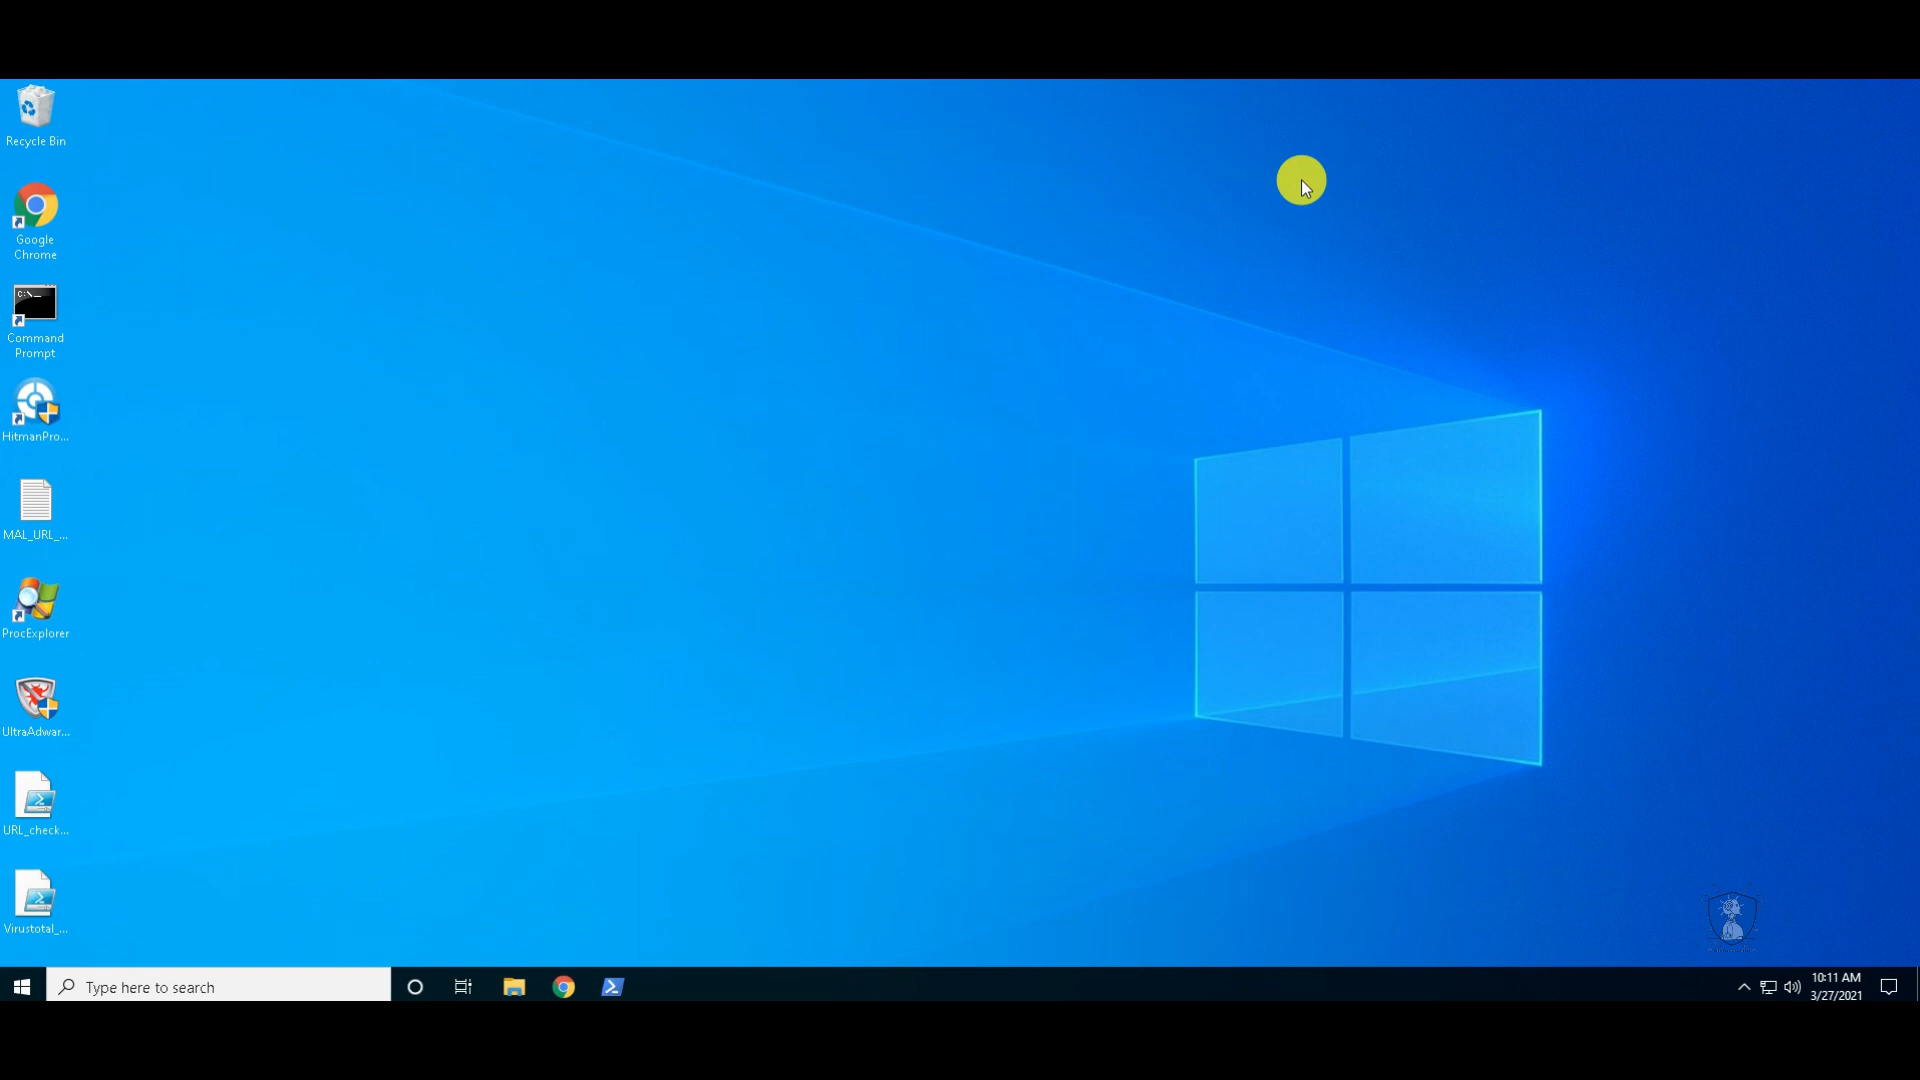 Recycle Bin
Google
Chrome
C:\_
Command
Prompt
HitmanPro...
MAL_URL_...
ProcExplorer
UltraAdwar...
URL_check...
Virustotal_...
Type here to search
10:11 AM
3/27/2021